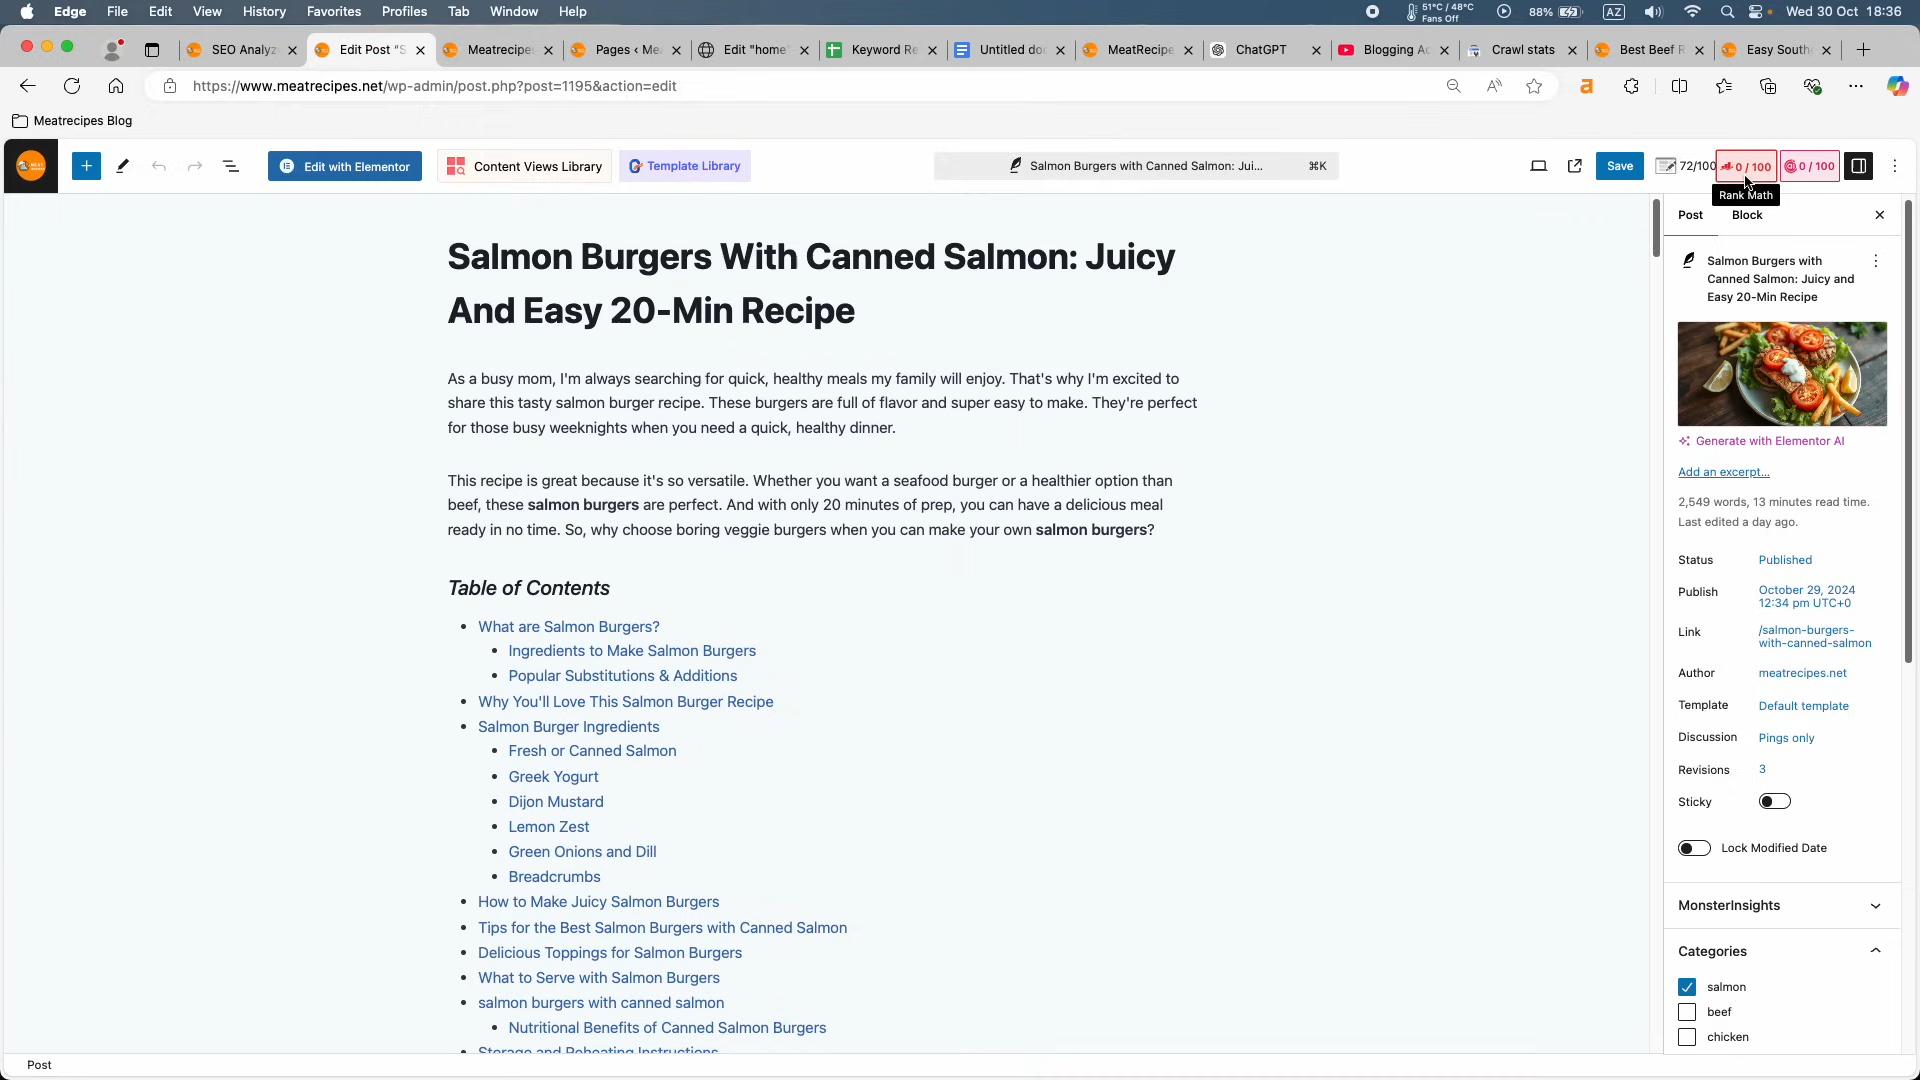 Edge File Edit View History Favorites Profiles Tab Window Help
51°C / 48°C
Fans Off
88% AZ Wed 30 Oct 18:36
SEO Analyz Edit Post "S Meatrecipe Pages ‹ Me Edit "home" Keyword Re Untitled do MeatRecipe ChatGPT Blogging A Crawl stats Best Beef R Easy South
https://www.meatrecipes.net/wp-admin/post.php?post=1195&action=edit
Meatrecipes Blog
Edit with Elementor Content Views Library Template Library Salmon Burgers with Canned Salmon: Jui... ⌘K Save 72/100 0 / 100 0 / 100
Rank Math
Post Block
Salmon Burgers With Canned Salmon: Juicy
And Easy 20-Min Recipe
As a busy mom, I'm always searching for quick, healthy meals my family will enjoy. That's why I'm excited to
share this tasty salmon burger recipe. These burgers are full of flavor and super easy to make. They're perfect
for those busy weeknights when you need a quick, healthy dinner.
This recipe is great because it's so versatile. Whether you want a seafood burger or a healthier option than
beef, these salmon burgers are perfect. And with only 20 minutes of prep, you can have a delicious meal
ready in no time. So, why choose boring veggie burgers when you can make your own salmon burgers?
Table of Contents
What are Salmon Burgers?
Ingredients to Make Salmon Burgers
Popular Substitutions & Additions
Why You'll Love This Salmon Burger Recipe
Salmon Burger Ingredients
Fresh or Canned Salmon
Greek Yogurt
Dijon Mustard
Lemon Zest
Green Onions and Dill
Breadcrumbs
How to Make Juicy Salmon Burgers
Tips for the Best Salmon Burgers with Canned Salmon
Delicious Toppings for Salmon Burgers
What to Serve with Salmon Burgers
salmon burgers with canned salmon
Nutritional Benefits of Canned Salmon Burgers
Storage and Reheating Instructions
Salmon Burgers with
Canned Salmon: Juicy and
Easy 20-Min Recipe
Generate with Elementor AI
Add an excerpt...
2,549 words, 13 minutes read time.
Last edited a day ago.
Status Published
Publish October 29, 2024
12:34 pm UTC+0
Link /salmon-burgers-
with-canned-salmon
Author meatrecipes.net
Template Default template
Discussion Pings only
Revisions 3
Sticky
Lock Modified Date
MonsterInsights
Categories
salmon
beef
chicken
Post